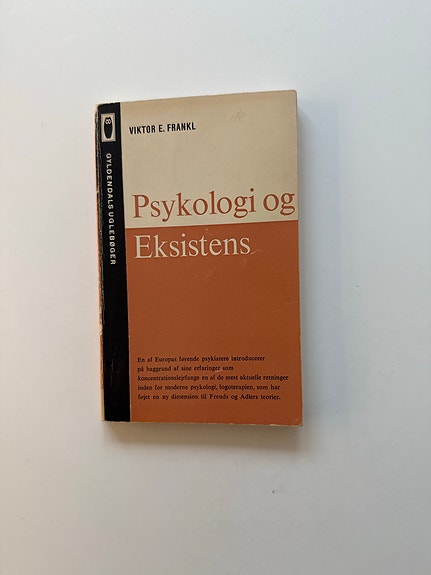 VIKTOR E. FRANKL
GYLDENDALS UGLEBØGER
Psykologi og
Eksistens
En af Europas førende psykiatere introducerer
på baggrund af sine erfaringer som
koncentrationslejrfange en af de mest aktuelle retninger
inden for moderne psykologi, logoterapien, som har
føjet en ny dimension til Freuds og Adlers teorier.